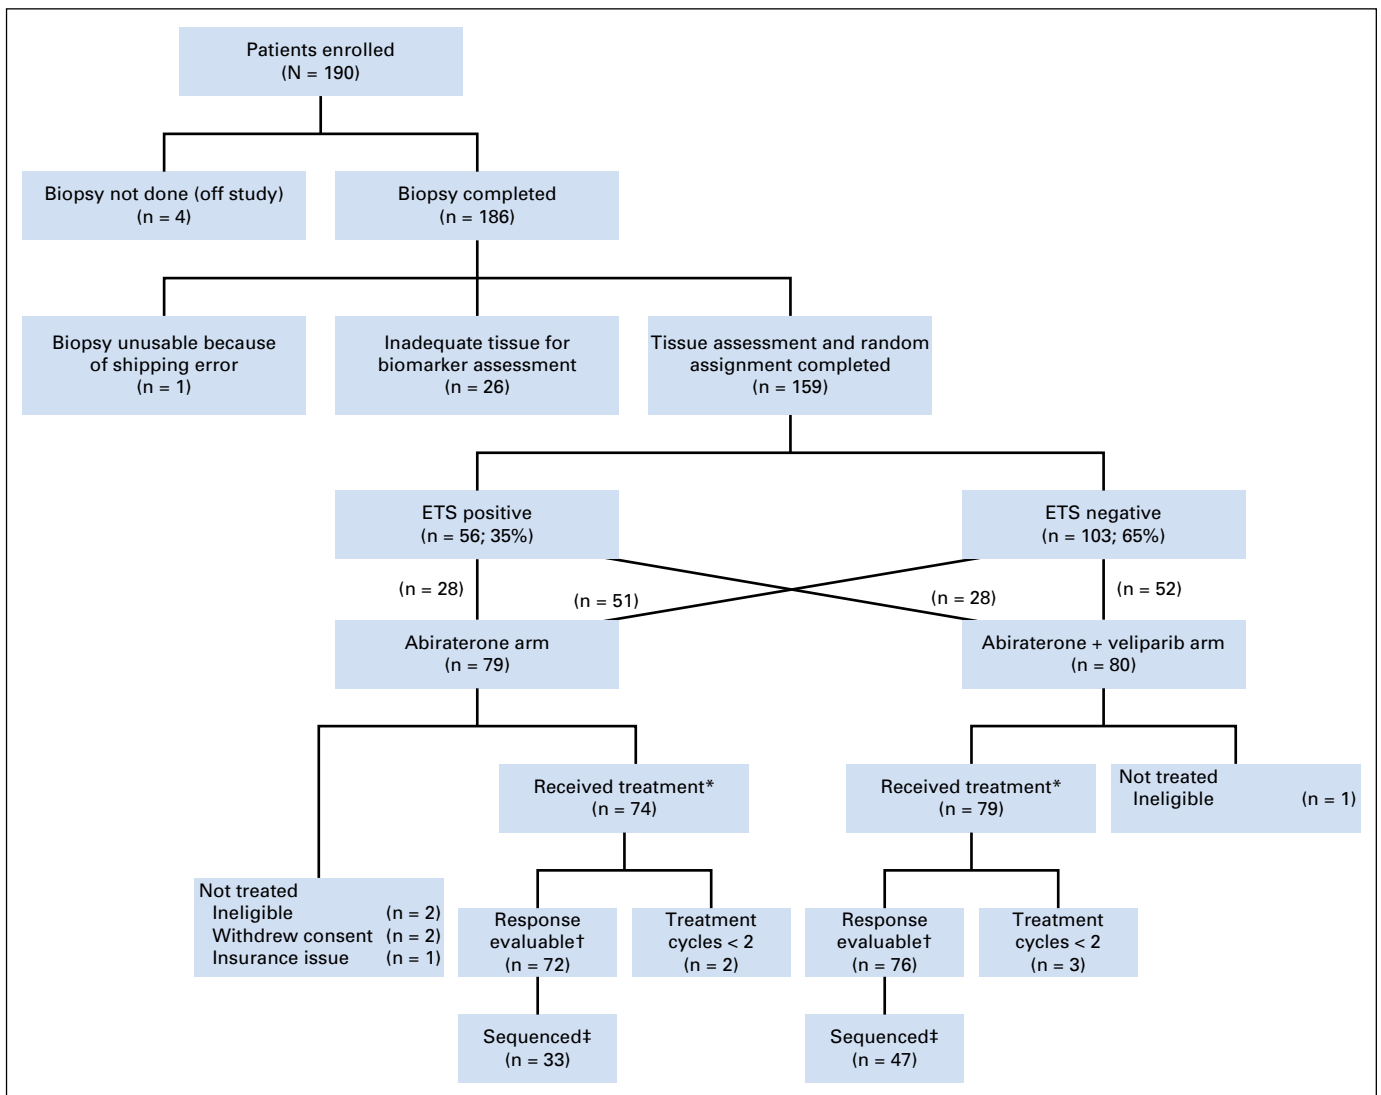 Patients enrolled
(N = 190)
Biopsy not done (off study)
(n = 4)
Biopsy completed
(n = 186)
Biopsy unusable because
of shipping error
(n = 1)
Inadequate tissue for
biomarker assessment
(n = 26)
Tissue assessment and random
assignment completed
(n = 159)
ETS positive
(n = 56; 35%)
ETS negative
(n = 103; 65%)
(n = 28)
(n = 51)
(n = 28)
(n = 52)
Abiraterone arm
(n = 79)
Abiraterone + veliparib arm
(n = 80)
Not treated
Ineligible (n = 2)
Withdrew consent (n = 2)
Insurance issue (n = 1)
Received treatment*
(n = 74)
Received treatment*
(n = 79)
Not treated
Ineligible (n = 1)
Response
evaluable†
(n = 72)
Treatment
cycles < 2
(n = 2)
Response
evaluable†
(n = 76)
Treatment
cycles < 2
(n = 3)
Sequenced‡
(n = 33)
Sequenced‡
(n = 47)